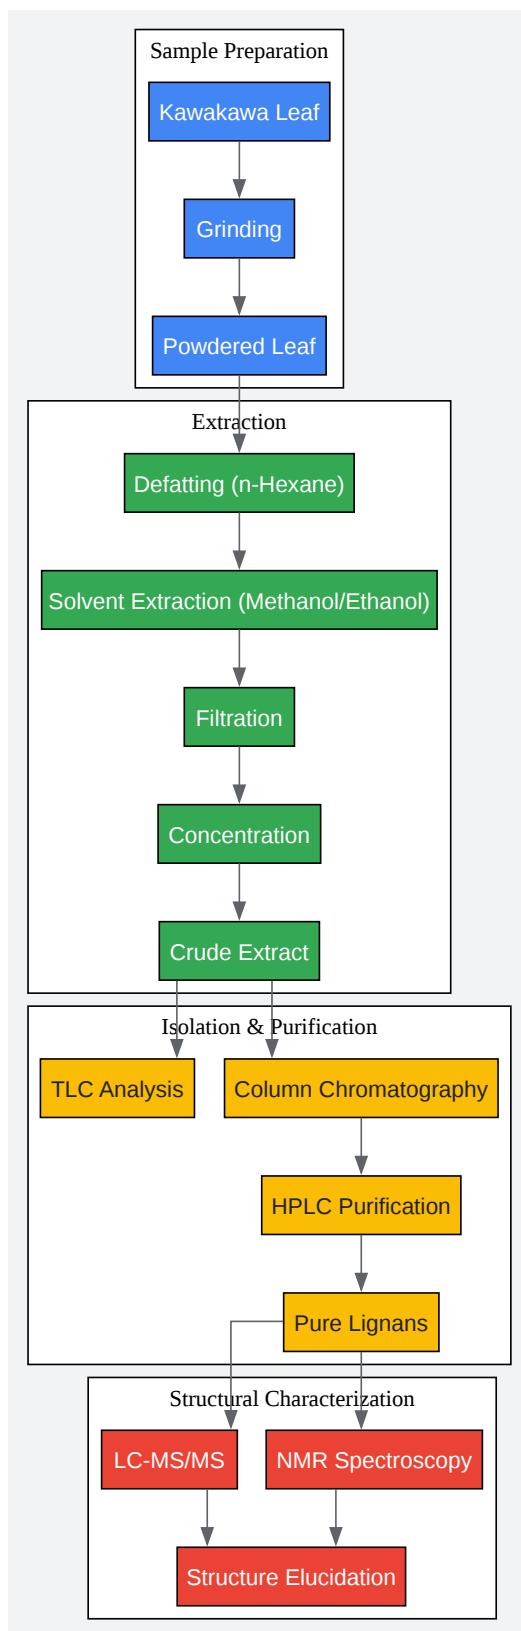 Sample Preparation
Kawakawa Leaf
Grinding
Powdered Leaf
Extraction
Defatting (n-Hexane)
Solvent Extraction (Methanol/Ethanol)
Filtration
Concentration
Crude Extract
Isolation & Purification
TLC Analysis
Column Chromatography
HPLC Purification
Pure Lignans
Structural Characterization
LC-MS/MS
NMR Spectroscopy
Structure Elucidation